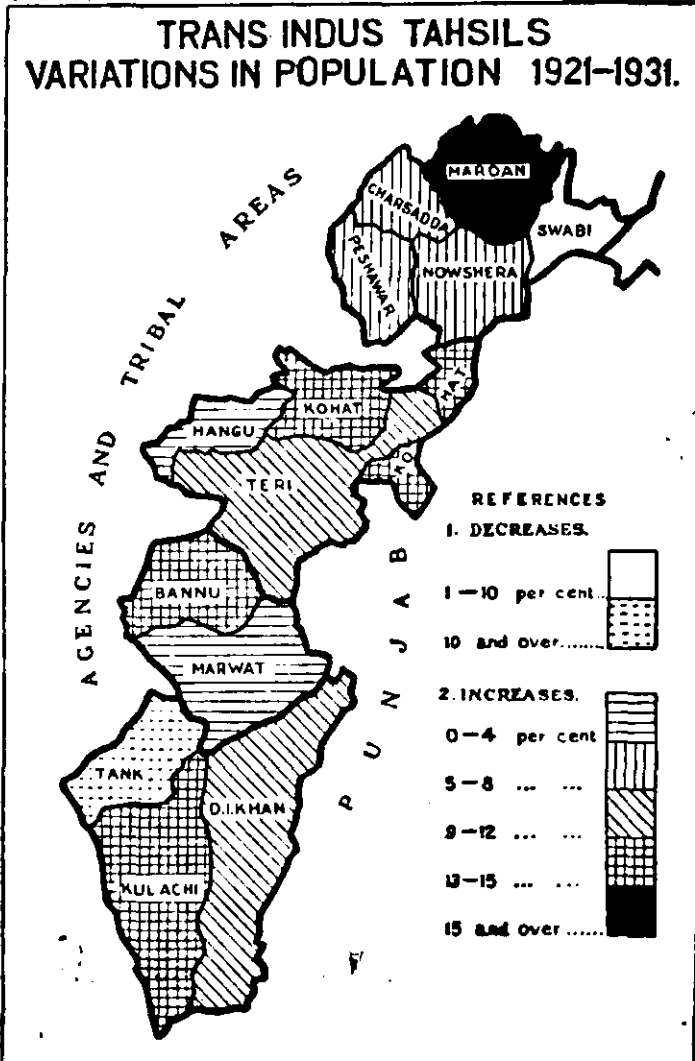 TRANS INDUS TAHSILS
VARIATIONS IN POPULATION 1921–1931.
AGENCIES AND TRIBAL AREAS
MARDAN
CHARSADDA
SWABI
PESHAWAR
NOWSHERA
KOHAT
HAT
HANGU
KO
TERI
BANNU
MARWAT
TANK
D.I.KHAN
KULACHI
PUNJAB
REFERENCES
1. DECREASES.
1–10 per cent...
10 and over.......
2. INCREASES.
0–4 per cent
5–8 ... ...
9–12 ... ...
13–15 ... ...
15 and over......